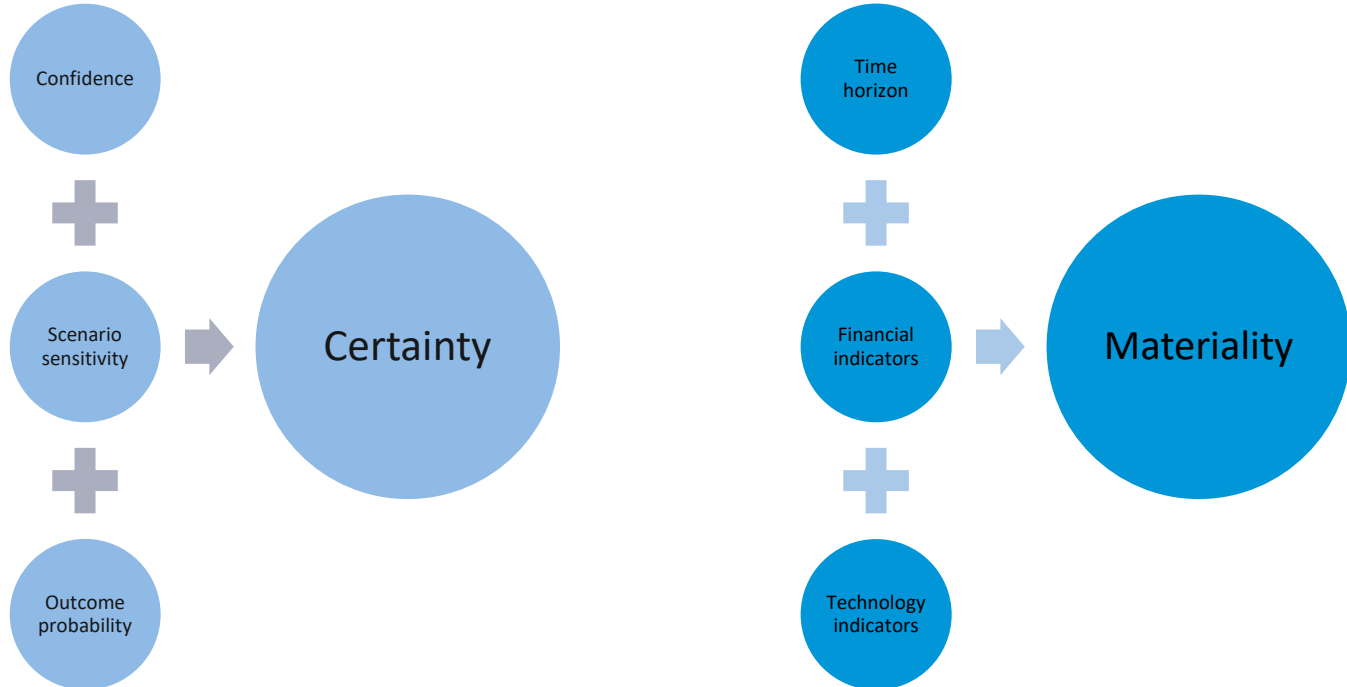 Confidence
Scenario
sensitivity
Outcome
probability
Certainty
Time
horizon
Financial
indicators
Technology
indicators
Materiality